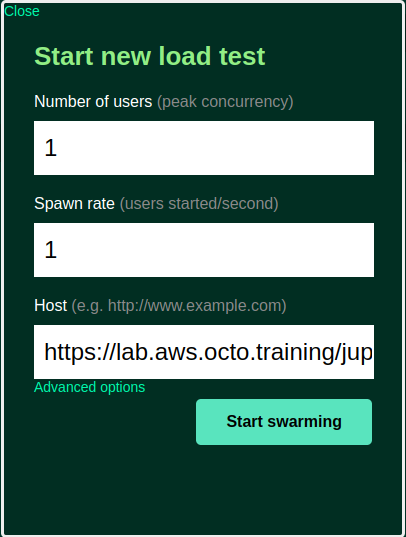 Close
Start new load test
Number of users (peak concurrency)
1
Spawn rate (users started/second)
1
Host (e.g. http://www.example.com)
https://lab.aws.octo.training/jup
Advanced options
Start swarming